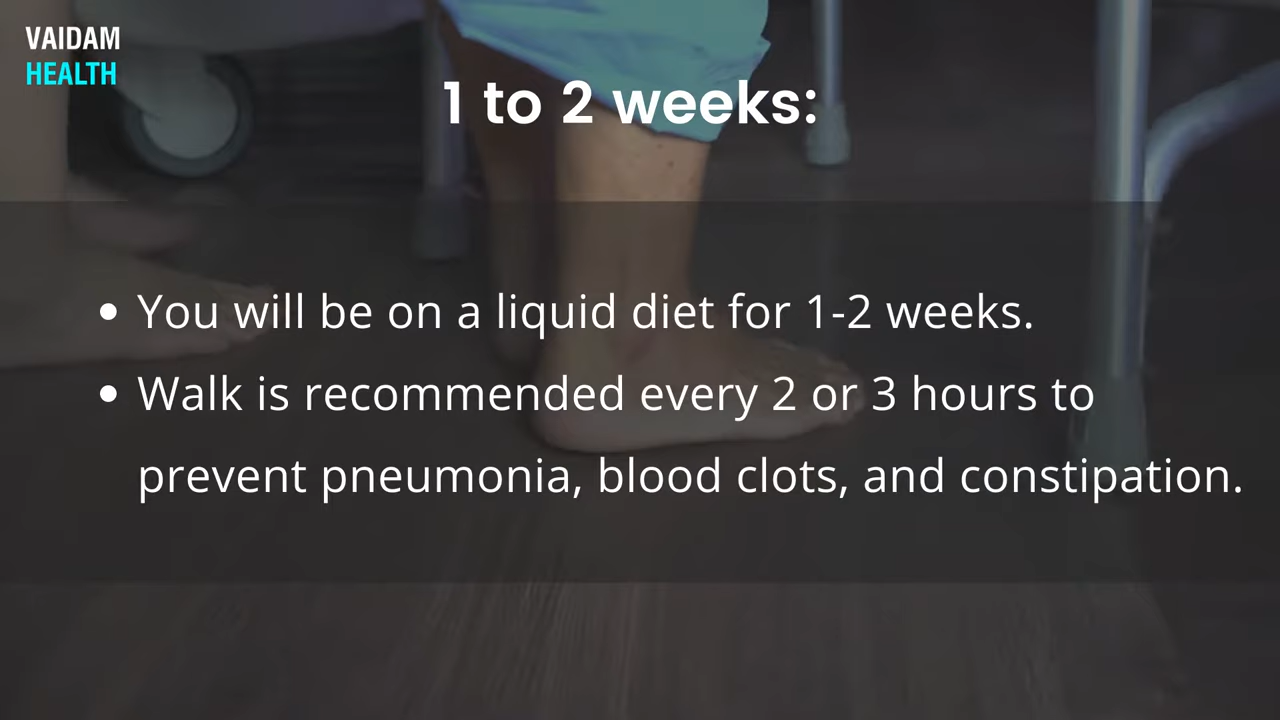 VAIDAM
HEALTH
1 to 2 weeks:
• You will be on a liquid diet for 1-2 weeks.
• Walk is recommended every 2 or 3 hours to
prevent pneumonia, blood clots, and constipation.